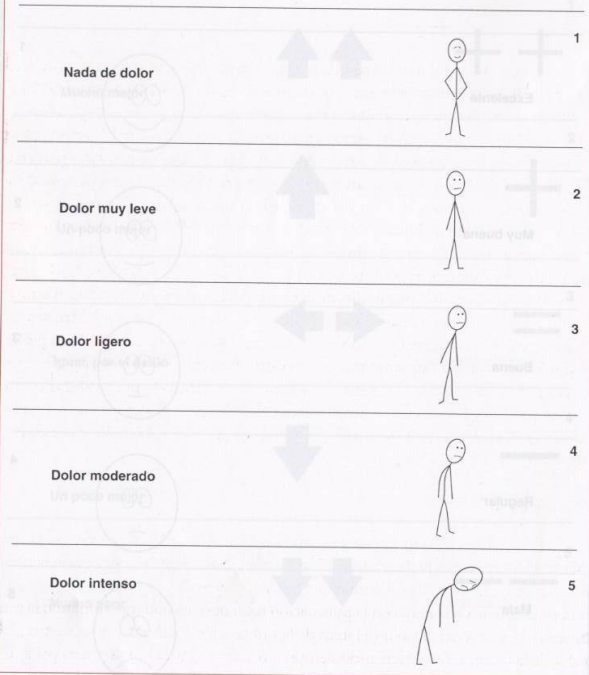 1
Nada de dolor
2
Dolor muy leve
3
Dolor ligero
4
Dolor moderado
5
Dolor intenso